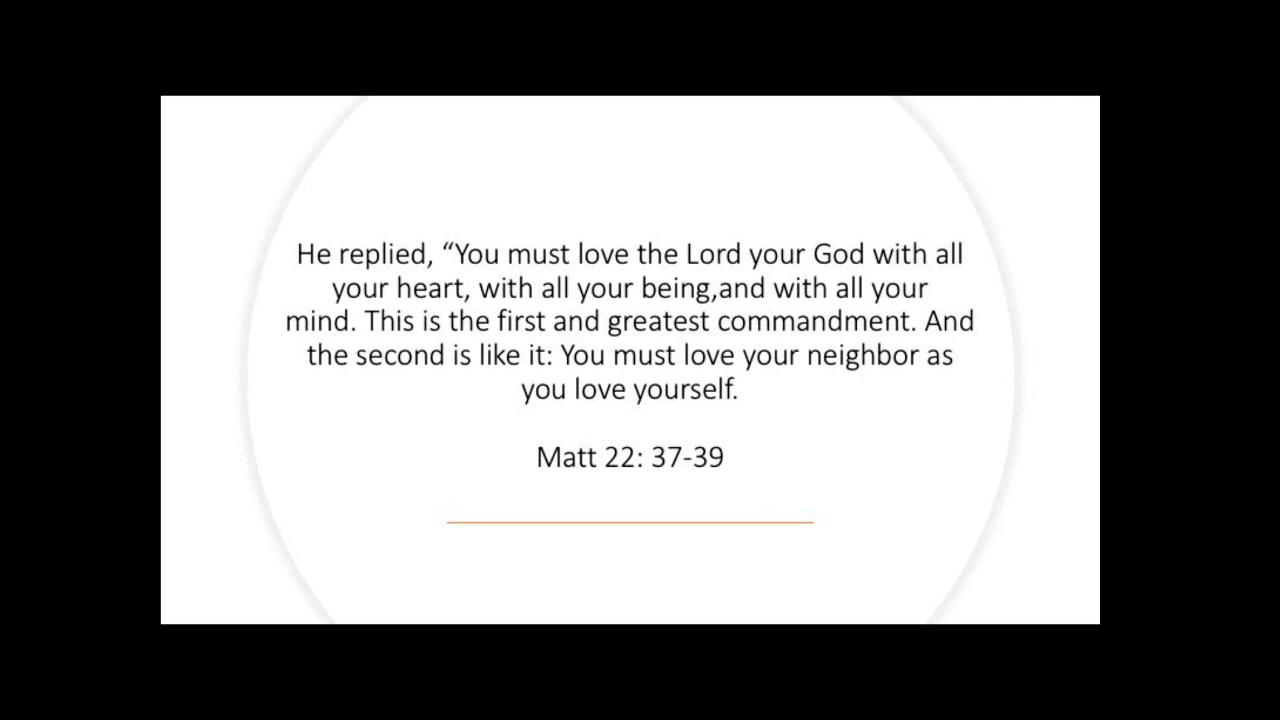 He replied, “You must love the Lord your God with all
your heart, with all your being,and with all your
mind. This is the first and greatest commandment. And
the second is like it: You must love your neighbor as
you love yourself.
Matt 22: 37-39